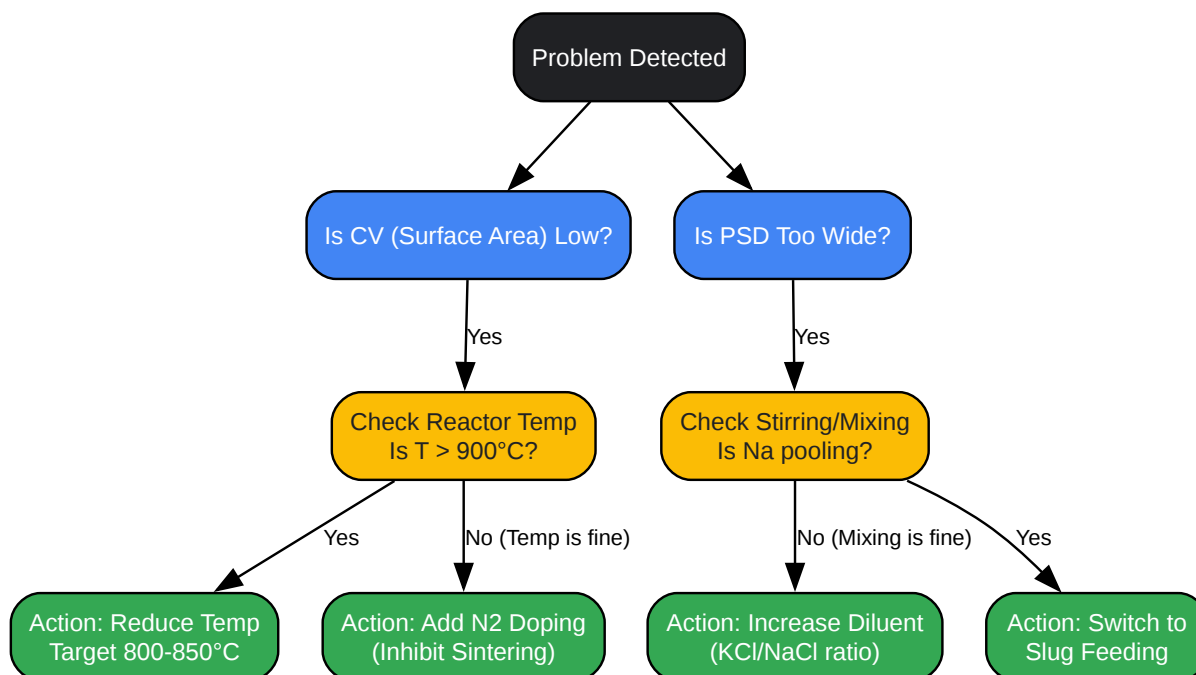 Problem Detected
Is CV (Surface Area) Low?
Is PSD Too Wide?
Yes
Yes
Check Reactor Temp
Is T > 900°C?
Check Stirring/Mixing
Is Na pooling?
Yes
No (Temp is fine)
No (Mixing is fine)
Yes
Action: Reduce Temp
Target 800-850°C
Action: Add N2 Doping
(Inhibit Sintering)
Action: Increase Diluent
(KCl/NaCl ratio)
Action: Switch to
Slug Feeding